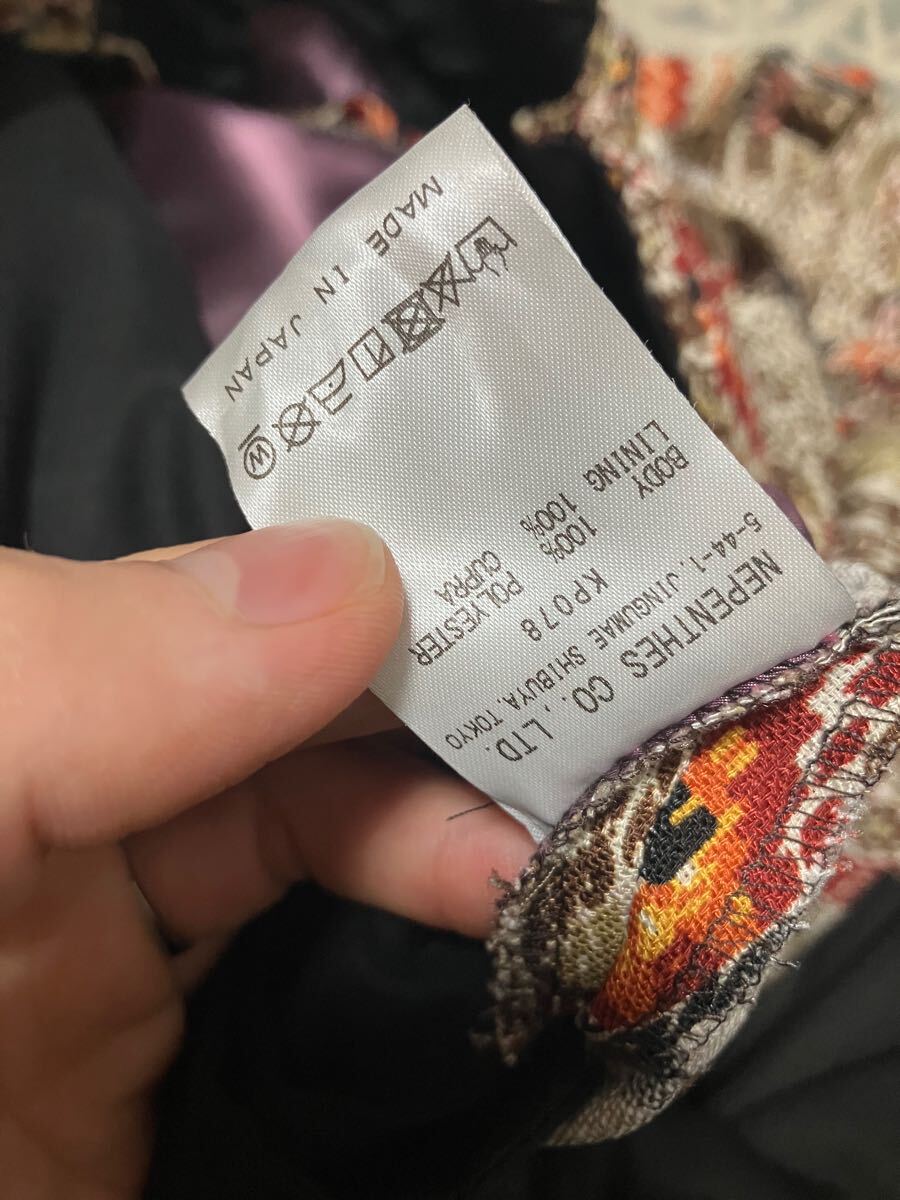 NEPENTHES CO.,LTD.
5-44-1, JINGUMAE SHIBUYA, TOKYO
KP078
BODY 100% POLYESTER
LINING 100% CUPRA
W
MADE IN JAPAN